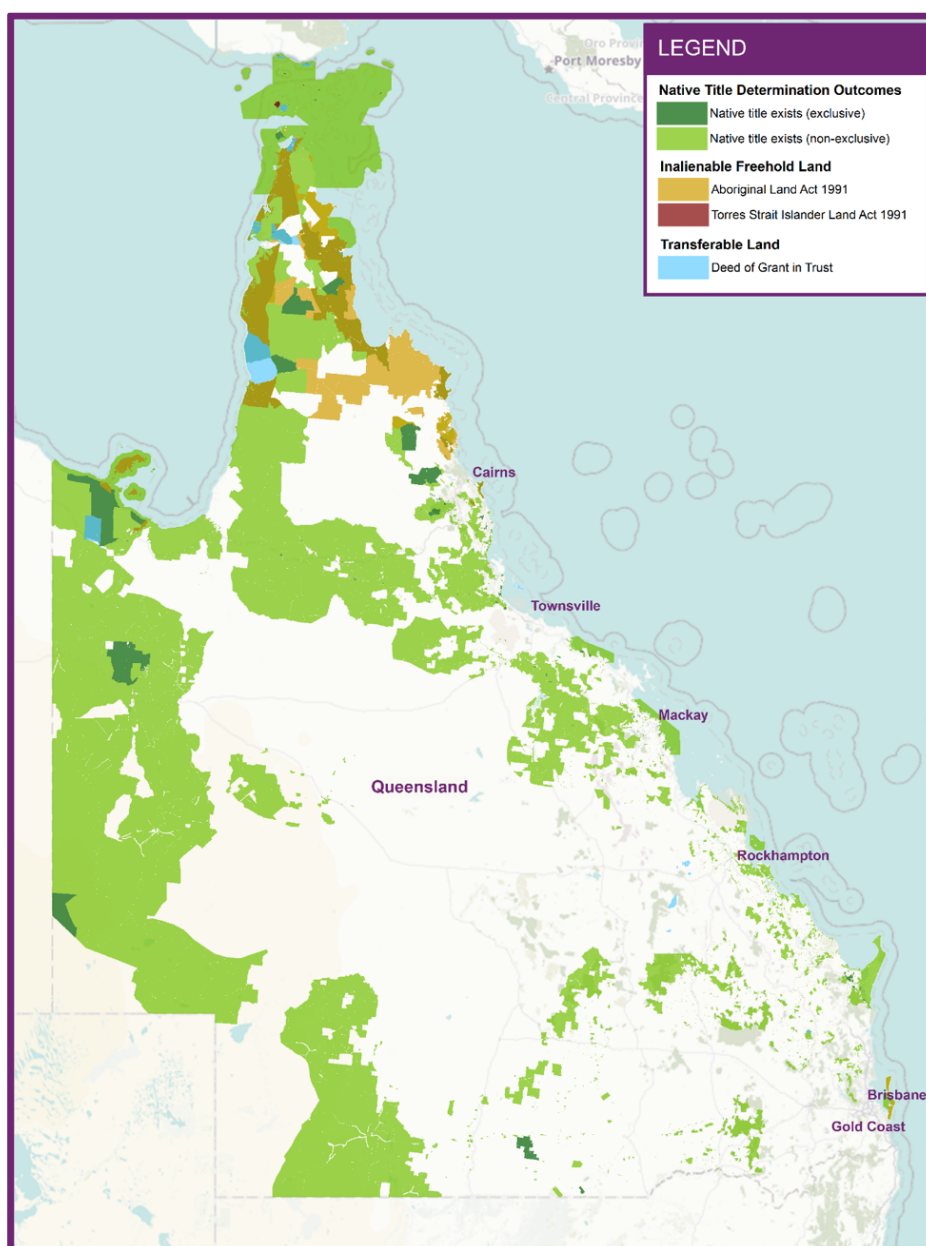 Oro Provin
Port Moresby
Central Province
LEGEND
Native Title Determination Outcomes
Native title exists (exclusive)
Native title exists (non-exclusive)
Inalienable Freehold Land
Aboriginal Land Act 1991
Torres Strait Islander Land Act 1991
Transferable Land
Deed of Grant in Trust
Cairns
Townsville
Mackay
Queensland
Rockhampton
Brisbane
Gold Coast